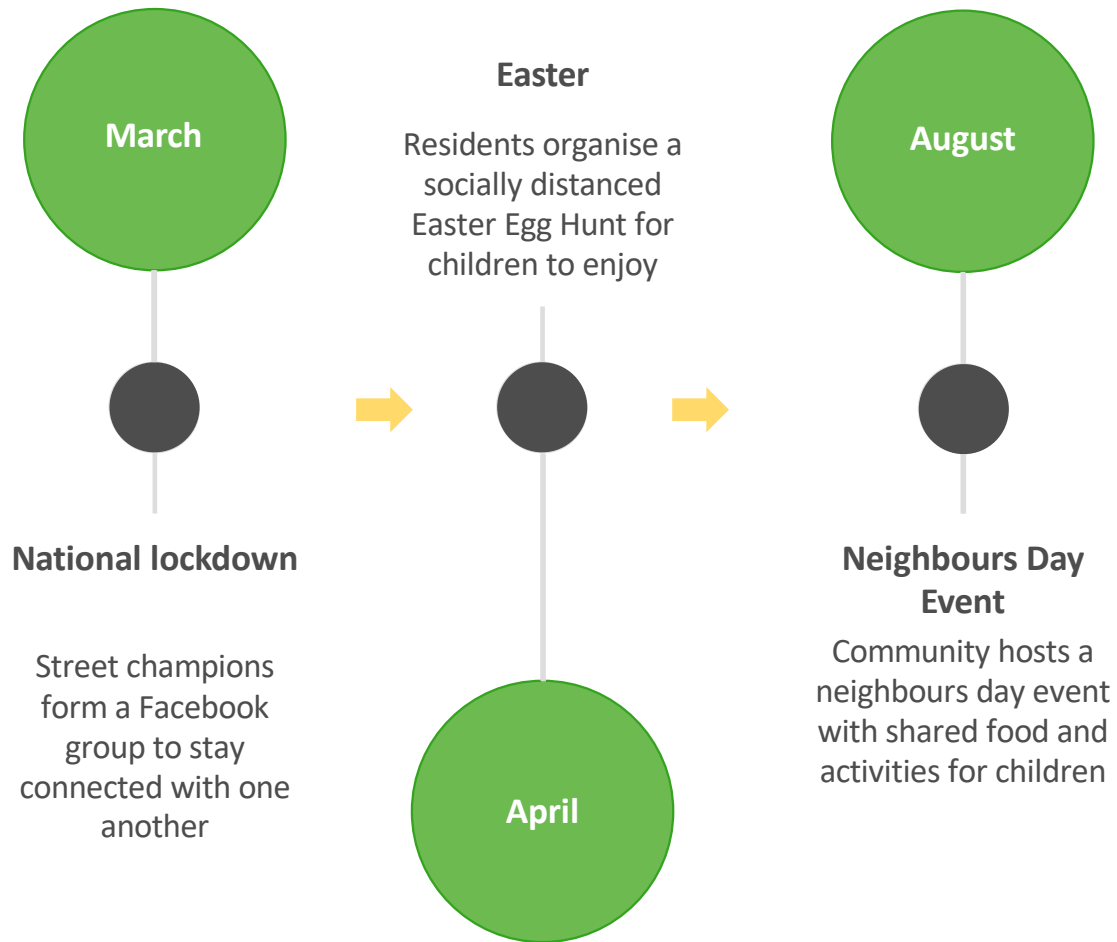 March
National lockdown
Street champions
form a Facebook
group to stay
connected with one
another
Easter
Residents organise a
socially distanced
Easter Egg Hunt for
children to enjoy
April
August
Neighbours Day
Event
Community hosts a
neighbours day event
with shared food and
activities for children